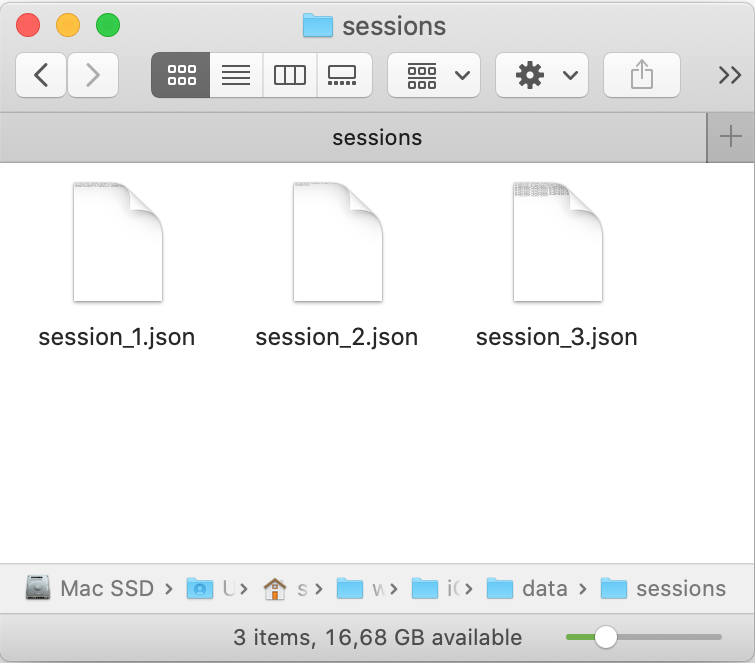 sessions
sessions
session_1.json session_2.json session_3.json
Mac SSD data sessions
3 items, 16,68 GB available